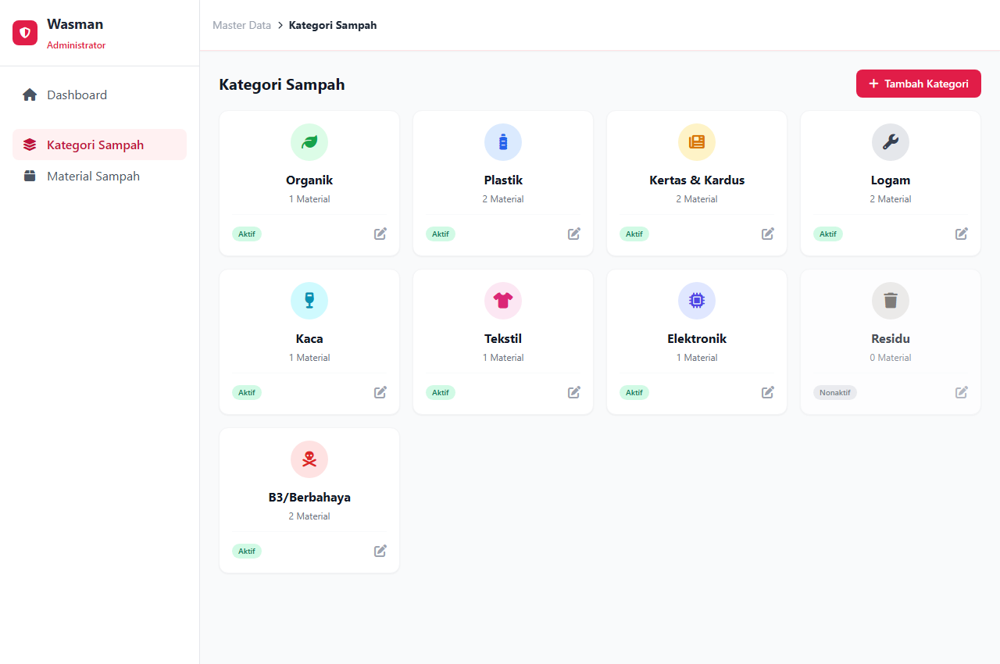 Wasman
Administrator
Dashboard
Kategori Sampah
Material Sampah
Master Data > Kategori Sampah
Kategori Sampah
+ Tambah Kategori
Organik
1 Material
Aktif
Plastik
2 Material
Aktif
Kertas & Kardus
2 Material
Aktif
Logam
2 Material
Aktif
Kaca
1 Material
Aktif
Tekstil
1 Material
Aktif
Elektronik
1 Material
Aktif
Residu
0 Material
Nonaktif
B3/Berbahaya
2 Material
Aktif